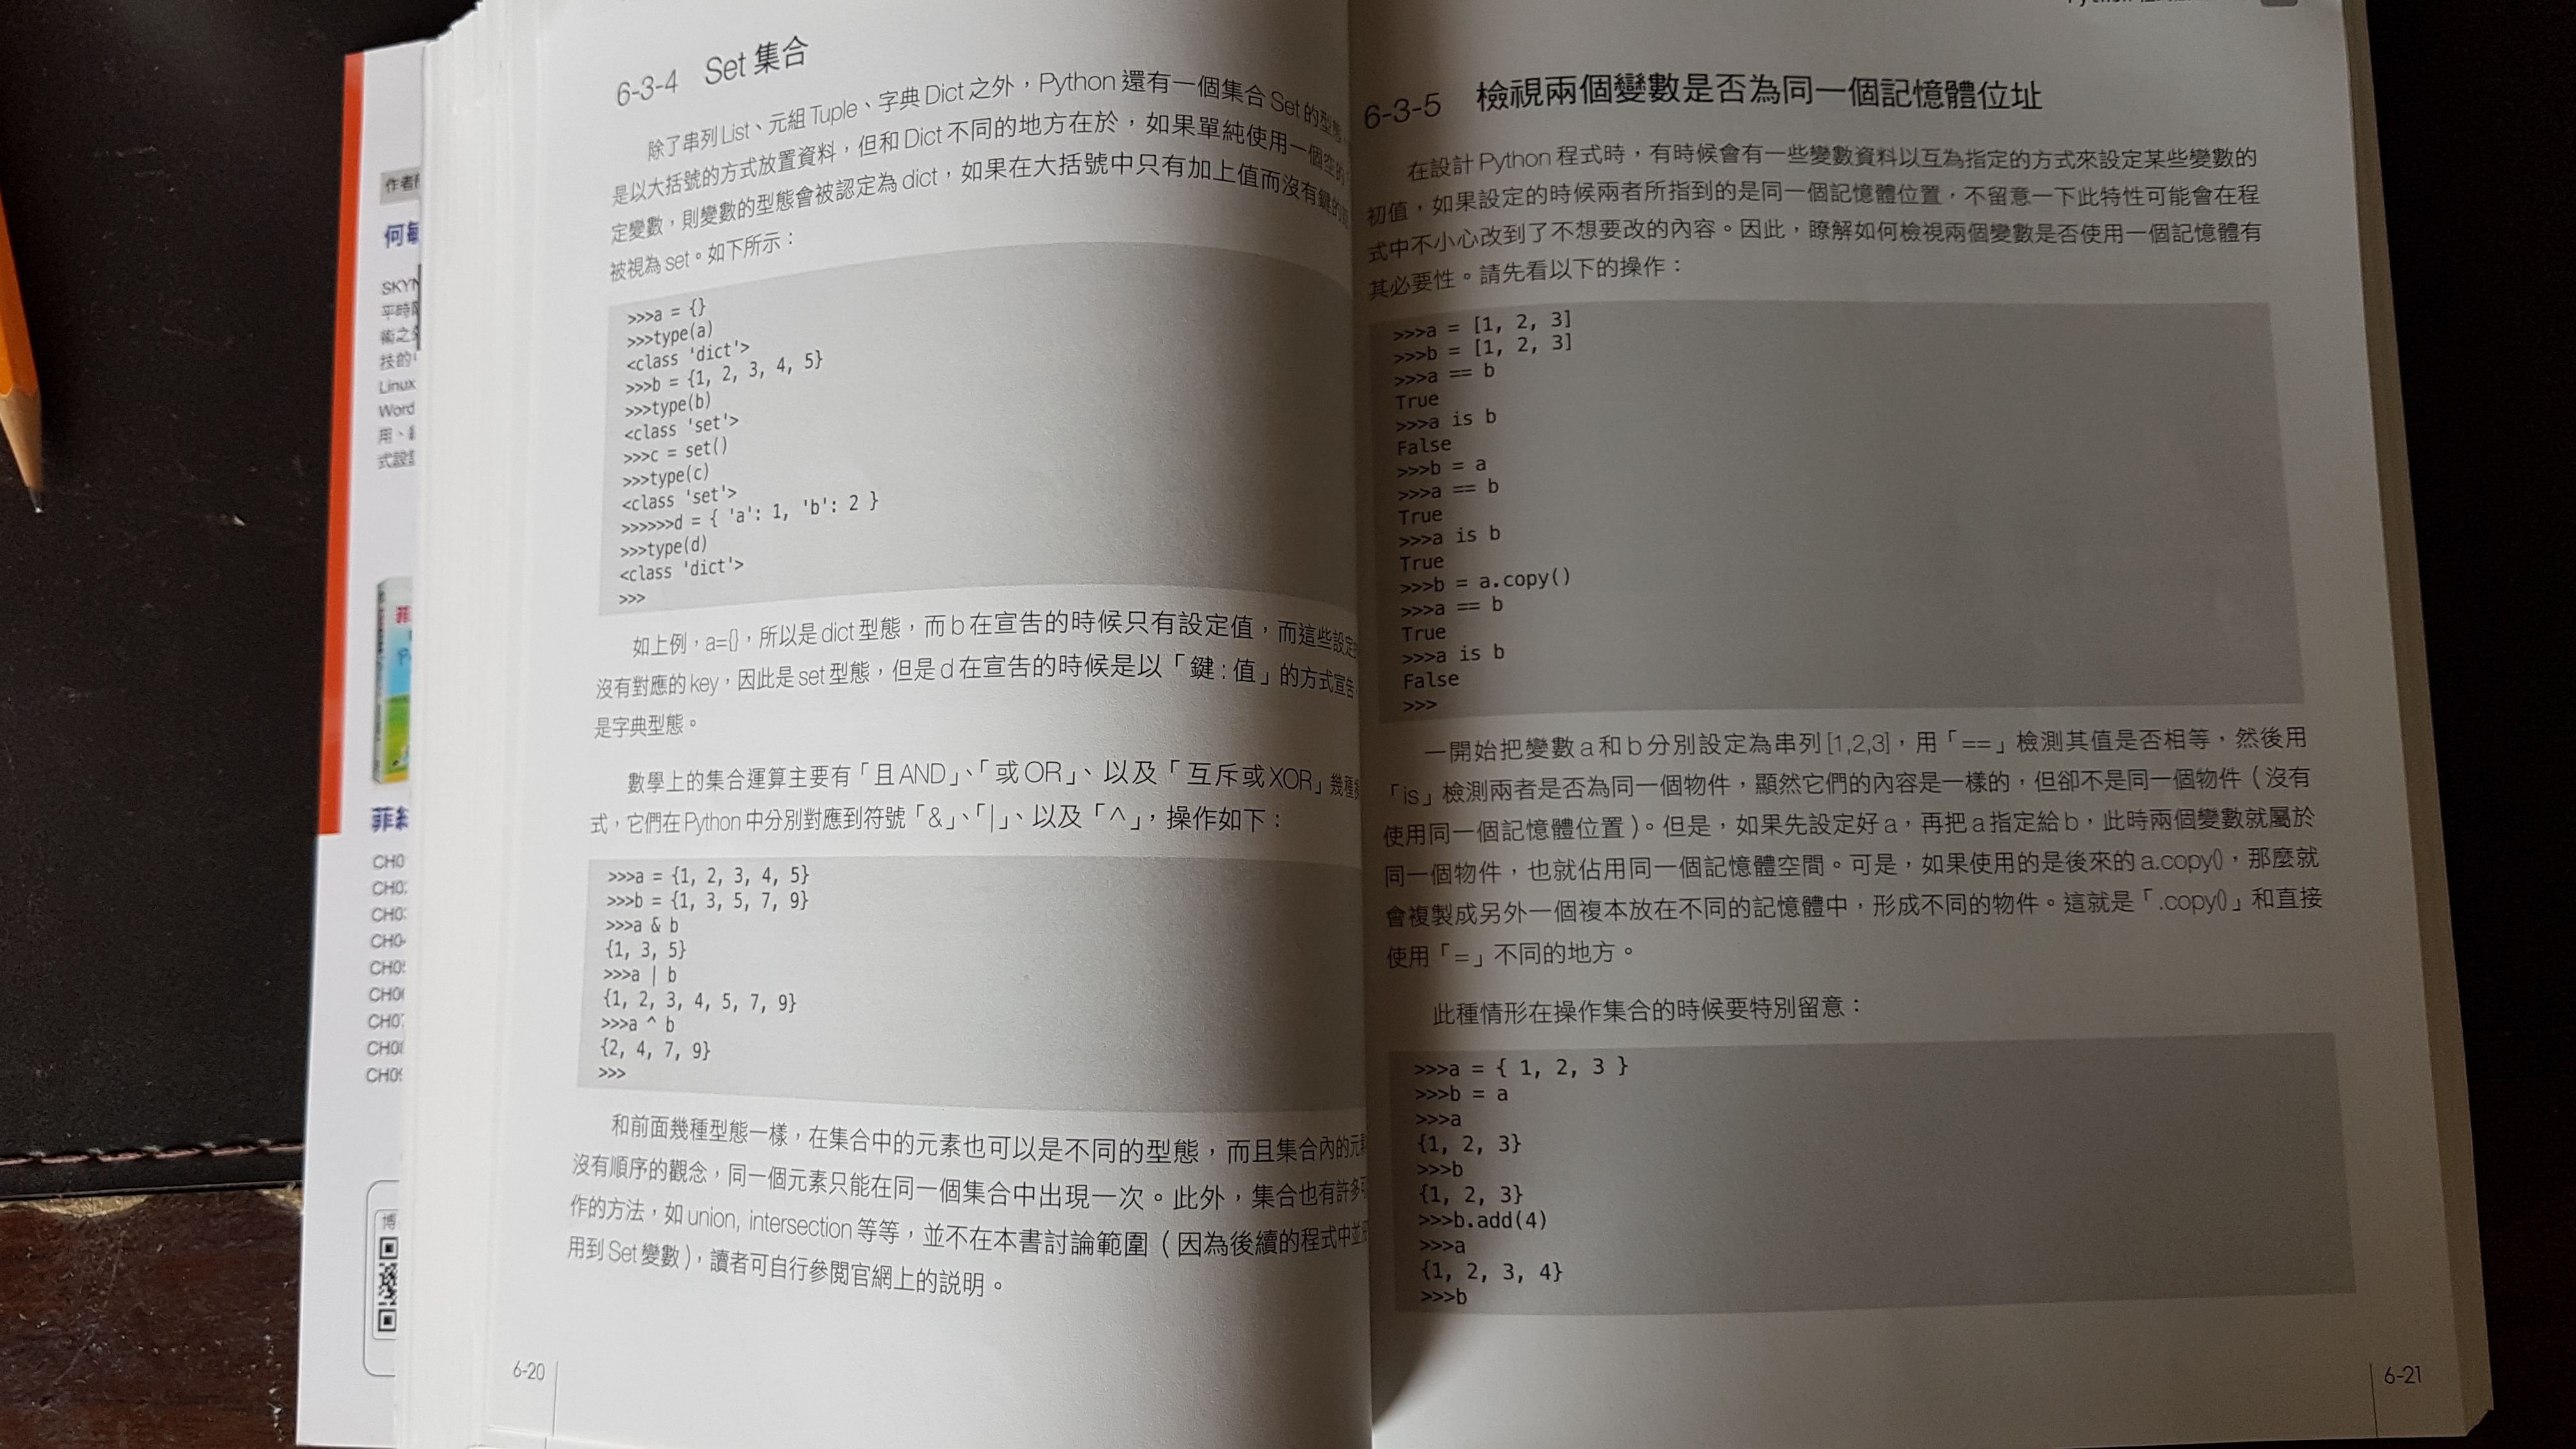 作者
何敏
SKYN
平時
術之
技的
Linux
Word
用、
式設
菲
CH0
CH0
CH0
CH0
CH0
CH0
CH0
CH0
CH0
博
6-3-4 Set 集合
除了串列 List、元組 Tuple、字典 Dict 之外，Python 還有一個集合 Set 的型態，
是以大括號的方式放置資料，但和 Dict 不同的地方在於，如果單純使用一個空的
定變數，則變數的型態會被認定為 dict，如果在大括號中只有加上值而沒有鍵的
被視為 set。如下所示：
>>>a = {}
>>>type(a)
<class 'dict'>
>>>b = {1, 2, 3, 4, 5}
>>>type(b)
<class 'set'>
>>>c = set()
>>>type(c)
<class 'set'>
>>>>>>d = { 'a': 1, 'b': 2 }
>>>type(d)
<class 'dict'>
>>>
如上例，a={}，所以是 dict 型態，而 b 在宣告的時候只有設定值，而這些設定
沒有對應的 key，因此是 set 型態，但是 d 在宣告的時候是以「鍵：值」的方式宣告
是字典型態。
數學上的集合運算主要有「且 AND」、「或 OR」、以及「互斥或 XOR」幾種
式，它們在 Python 中分別對應到符號「&」、「|」、以及「^」，操作如下：
>>>a = {1, 2, 3, 4, 5}
>>>b = {1, 3, 5, 7, 9}
>>>a & b
{1, 3, 5}
>>>a | b
{1, 2, 3, 4, 5, 7, 9}
>>>a ^ b
{2, 4, 7, 9}
>>>
和前面幾種型態一樣，在集合中的元素也可以是不同的型態，而且集合內的元素
沒有順序的觀念，同一個元素只能在同一個集合中出現一次。此外，集合也有許多
作的方法，如 union, intersection 等等，並不在本書討論範圍（因為後續的程式中並
用到 Set 變數），讀者可自行參閱官網上的說明。
6-20
Python
6-3-5 檢視兩個變數是否為同一個記憶體位址
在設計 Python 程式時，有時候會有一些變數資料以互為指定的方式來設定某些變數的
初值，如果設定的時候兩者所指到的是同一個記憶體位置，不留意一下此特性可能會在程
式中不小心改到了不想要改的內容。因此，瞭解如何檢視兩個變數是否使用一個記憶體有
其必要性。請先看以下的操作：
>>>a = [1, 2, 3]
>>>b = [1, 2, 3]
>>>a == b
True
>>>a is b
False
>>>b = a
>>>a == b
True
>>>a is b
True
>>>b = a.copy()
>>>a == b
True
>>>a is b
False
>>>
一開始把變數 a 和 b 分別設定為串列 [1,2,3]，用「==」檢測其值是否相等，然後用
「is」檢測兩者是否為同一個物件，顯然它們的內容是一樣的，但卻不是同一個物件（沒有
使用同一個記憶體位置）。但是，如果先設定好 a，再把 a 指定給 b，此時兩個變數就屬於
同一個物件，也就佔用同一個記憶體空間。可是，如果使用的是後來的 a.copy()，那麼就
會複製成另外一個複本放在不同的記憶體中，形成不同的物件。這就是「.copy()」和直接
使用「=」不同的地方。
此種情形在操作集合的時候要特別留意：
>>>a = { 1, 2, 3 }
>>>b = a
>>>a
{1, 2, 3}
>>>b
{1, 2, 3}
>>>b.add(4)
>>>a
{1, 2, 3, 4}
>>>b
6-21